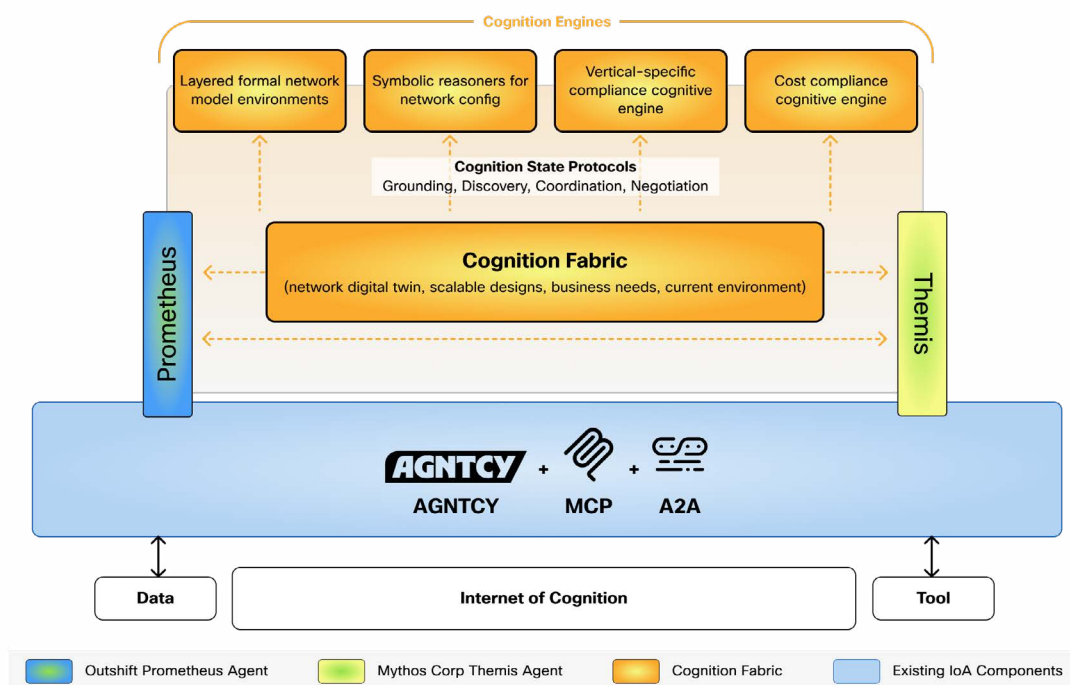 Cognition Engines
Layered formal network
model environments
Symbolic reasoners for
network config
Vertical-specific
compliance cognitive
engine
Cost compliance
cognitive engine
Cognition State Protocols
Grounding, Discovery, Coordination, Negotiation
Prometheus
Cognition Fabric
(network digital twin, scalable designs, business needs, current environment)
Themis
AGNTCY + +
AGNTCY
MCP
A2A
Data
Internet of Cognition
Tool
Outshift Prometheus Agent
Mythos Corp Themis Agent
Cognition Fabric
Existing IoA Components